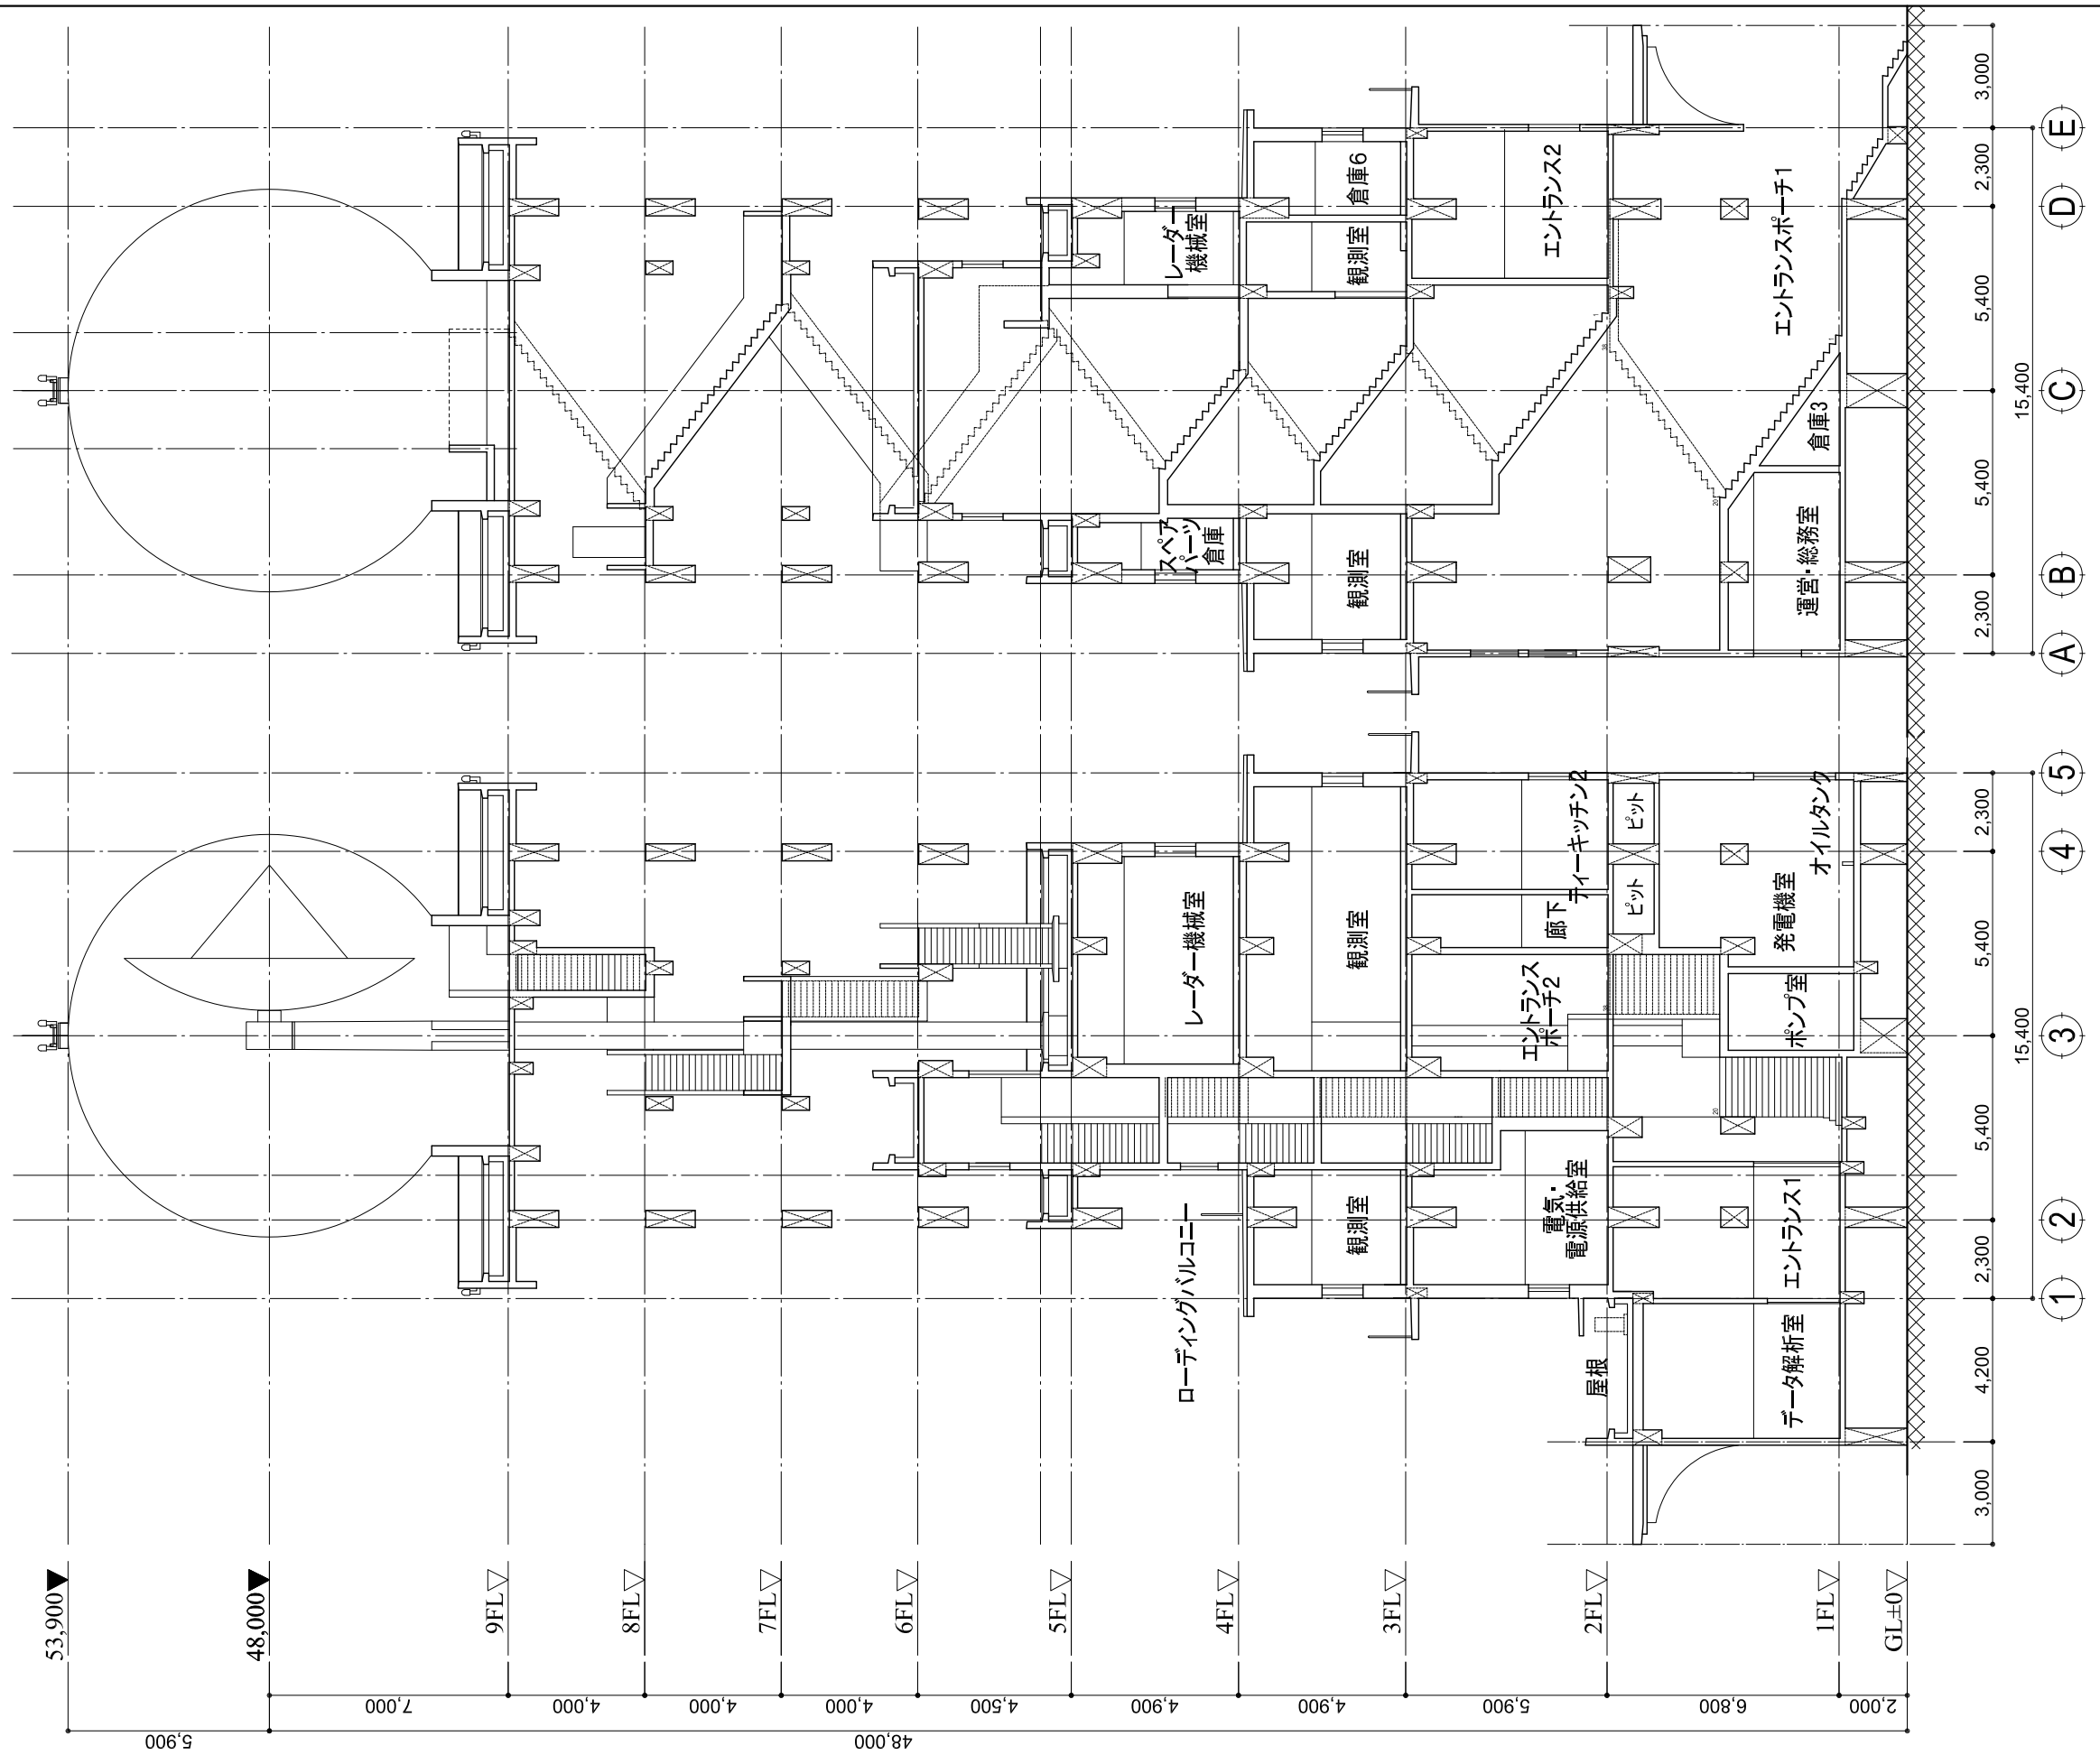 53,900
48,000
9FL
8FL
7FL
6FL
5FL
4FL
3FL
2FL
1FL
GL±0
5,900
48,000
7,000
4,000
4,000
4,000
4,500
4,900
4,900
5,900
6,800
2,000
レーダー機械室
ローディングバルコニー
観測室
観測室
電気・
電源供給室
エントランス
ポーチ2
廊下
ティーキッチン2
ピット
ピット
屋根
データ解析室
エントランス1
ポンプ室
発電機室
オイルタンク
38
20
3,000
4,200
2,300
5,400
5,400
2,300
15,400
1
2
3
4
5
スペア
パーツ
倉庫
レーダー
機械室
観測室
観測室
倉庫6
エントランス2
運営・総務室
倉庫3
エントランスポーチ1
38
20
2,300
5,400
5,400
2,300
3,000
15,400
A
B
C
D
E